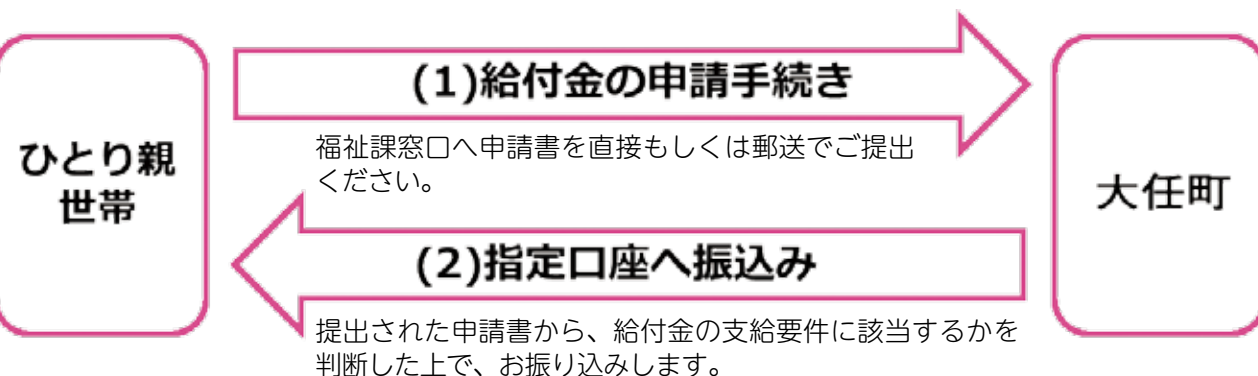 ひとり親
世帯
(1)給付金の申請手続き
福祉課窓口へ申請書を直接もしくは郵送でご提出
ください。
(2)指定口座へ振込み
提出された申請書から、給付金の支給要件に該当するかを
判断した上で、お振り込みします。
大任町